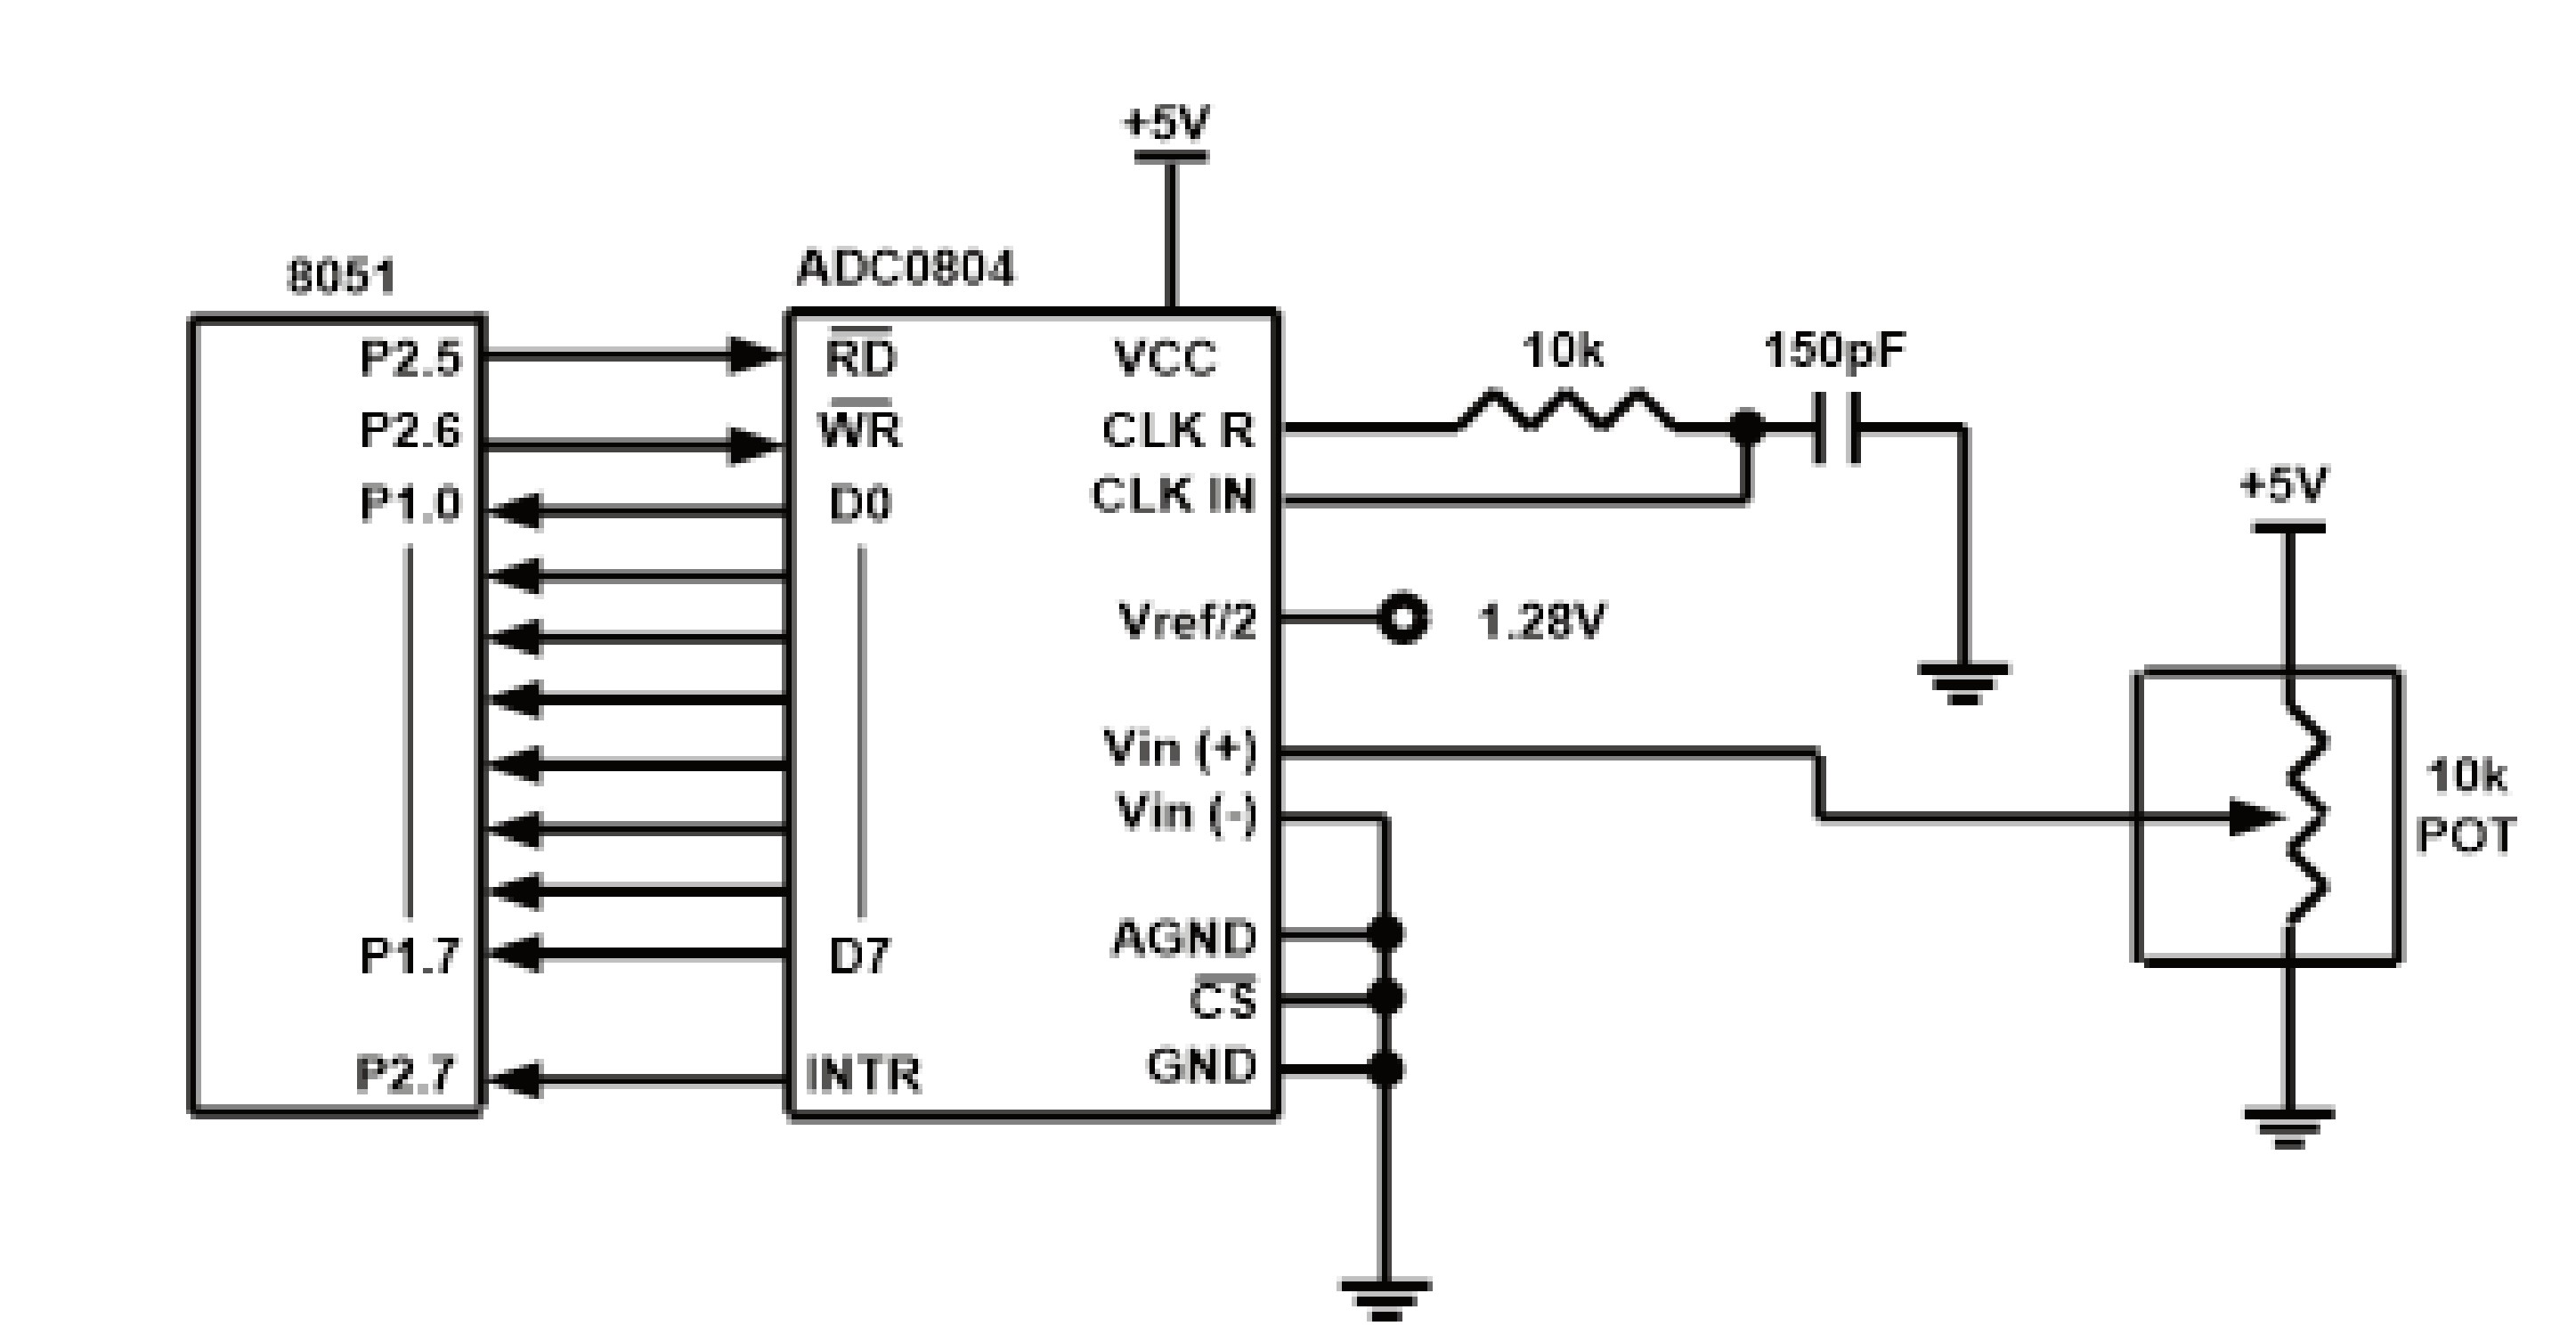 +5V
8051
ADC0804
P2.5
P2.6
P1.0
P1.7
P2.7
RD
WR
D0
D7
INTR
VCC
CLK R
CLK IN
Vref/2
Vin (+)
Vin (-)
AGND
CS
GND
10k
150pF
1.28V
+5V
10k
POT